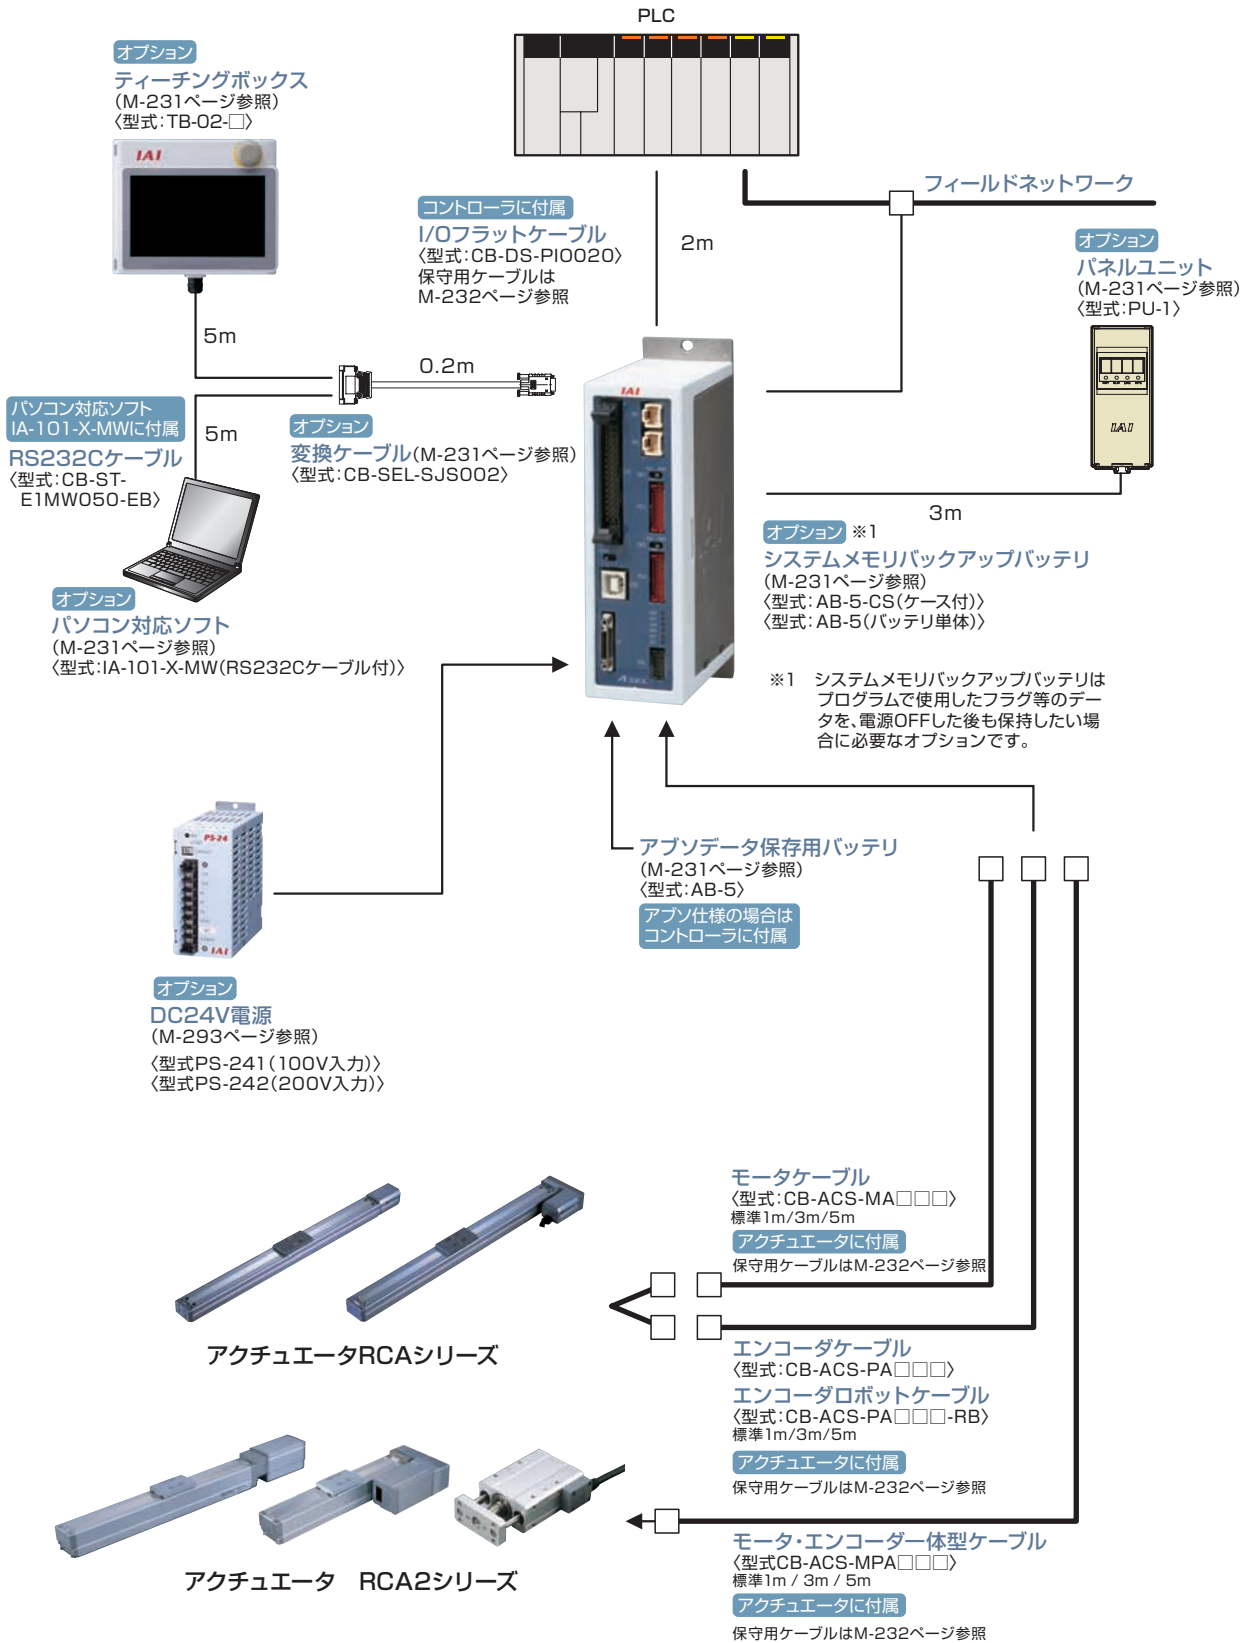 PLC
オプション
ティーチングボックス
(M-231ページ参照)
〈型式:TB-02-□〉
IAI
コントローラに付属
I/Oフラットケーブル
〈型式:CB-DS-PIO020〉
保守用ケーブルは
M-232ページ参照
2m
フィールドネットワーク
オプション
パネルユニット
(M-231ページ参照)
〈型式:PU-1〉
IAI
5m
0.2m
パソコン対応ソフト
IA-101-X-MWに付属
5m
RS232Cケーブル
〈型式:CB-ST-
E1MW050-EB〉
オプション
変換ケーブル(M-231ページ参照)
〈型式:CB-SEL-SJS002〉
IAI
3m
オプション ※1
システムメモリバックアップバッテリ
(M-231ページ参照)
〈型式:AB-5-CS(ケース付)〉
〈型式:AB-5(バッテリ単体)〉
オプション
パソコン対応ソフト
(M-231ページ参照)
〈型式:IA-101-X-MW(RS232Cケーブル付)〉
※1 システムメモリバックアップバッテリは
プログラムで使用したフラグ等のデー
タを、電源OFFした後も保持したい場
合に必要なオプションです。
PS-24
IAI
アブソデータ保存用バッテリ
(M-231ページ参照)
〈型式:AB-5〉
アブソ仕様の場合は
コントローラに付属
オプション
DC24V電源
(M-293ページ参照)
〈型式PS-241(100V入力)〉
〈型式PS-242(200V入力)〉
モータケーブル
〈型式:CB-ACS-MA□□□〉
標準1m/3m/5m
アクチュエータに付属
保守用ケーブルはM-232ページ参照
アクチュエータRCAシリーズ
エンコーダケーブル
〈型式:CB-ACS-PA□□□〉
エンコーダロボットケーブル
〈型式:CB-ACS-PA□□□-RB〉
標準1m/3m/5m
アクチュエータに付属
保守用ケーブルはM-232ページ参照
モータ・エンコーダ一体型ケーブル
〈型式CB-ACS-MPA□□□〉
標準1m / 3m / 5m
アクチュエータに付属
保守用ケーブルはM-232ページ参照
アクチュエータ RCA2シリーズ